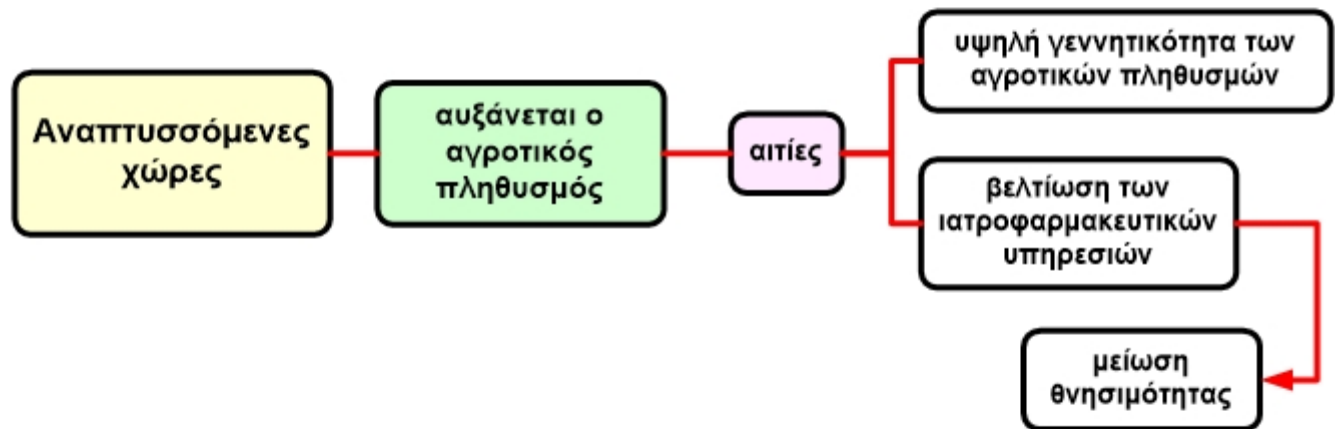 Αναπτυσσόμενες
χώρες
αυξάνεται ο
αγροτικός
πληθυσμός
αιτίες
υψηλή γεννητικότητα των
αγροτικών πληθυσμών
βελτίωση των
ιατροφαρμακευτικών
υπηρεσιών
μείωση
θνησιμότητας